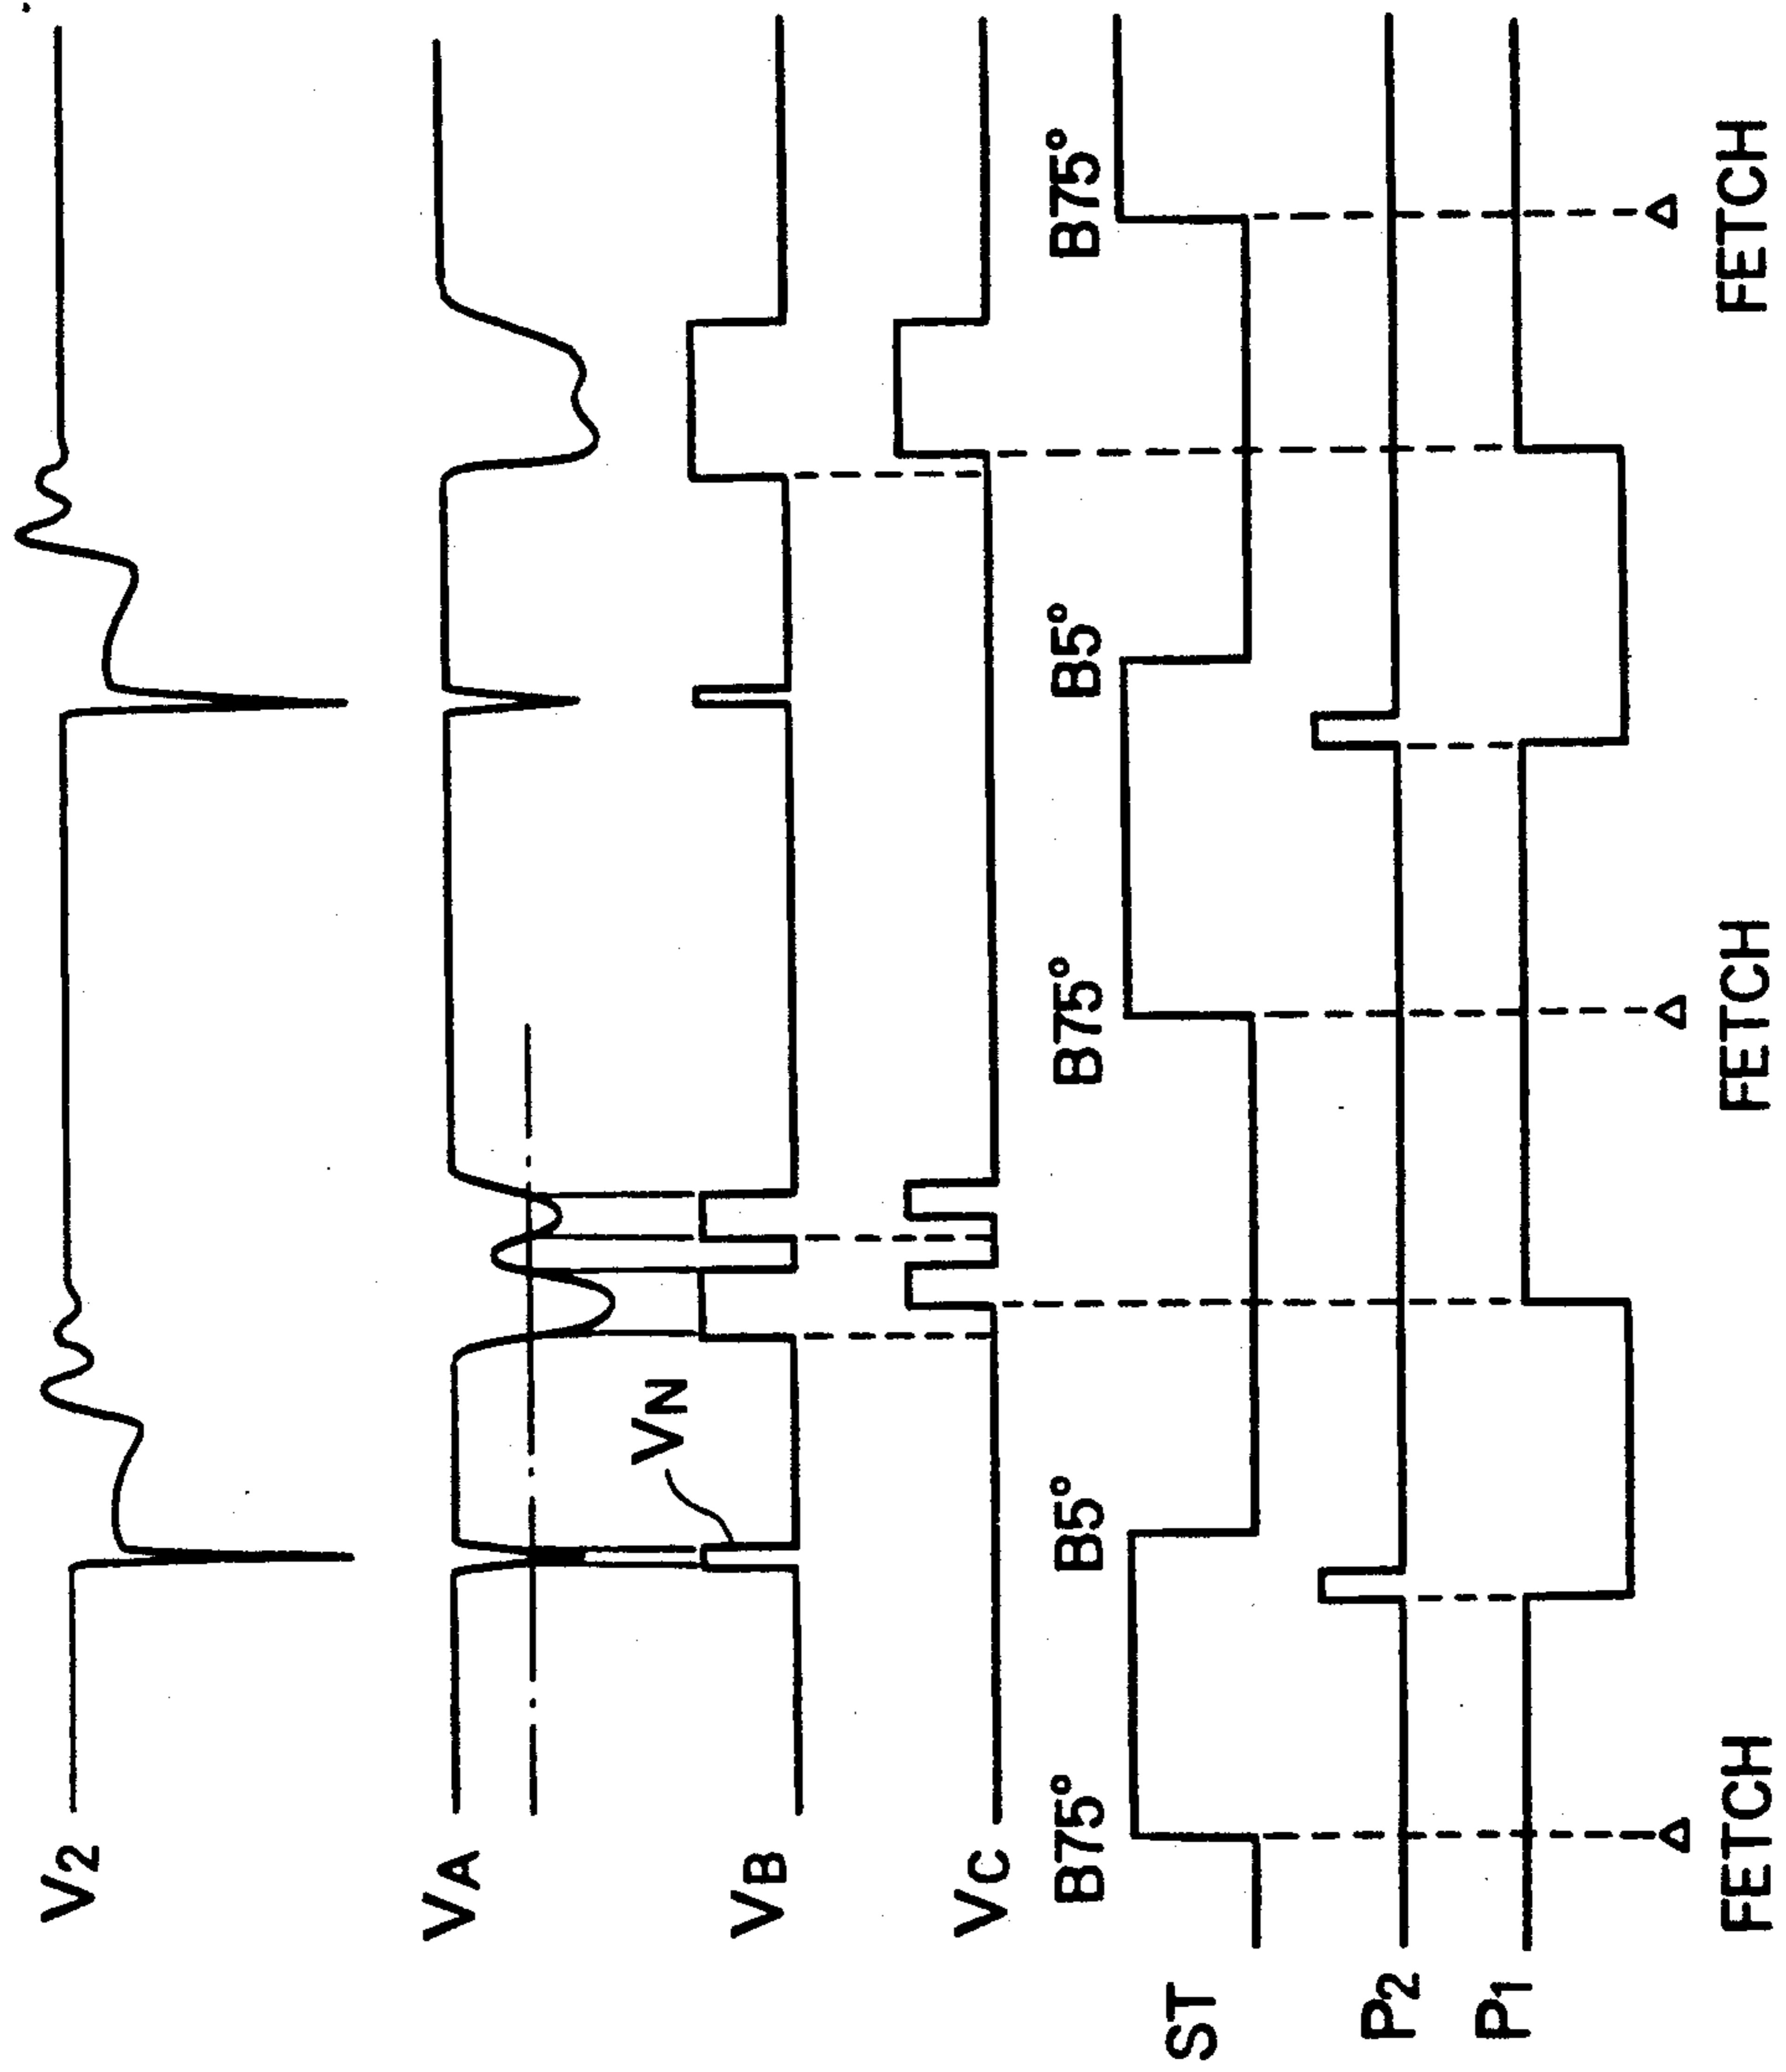 V2
VA
VN
VB
VC
B75° B5° B75° B5° B75°
ST
P2
P1
FETCH FETCH FETCH